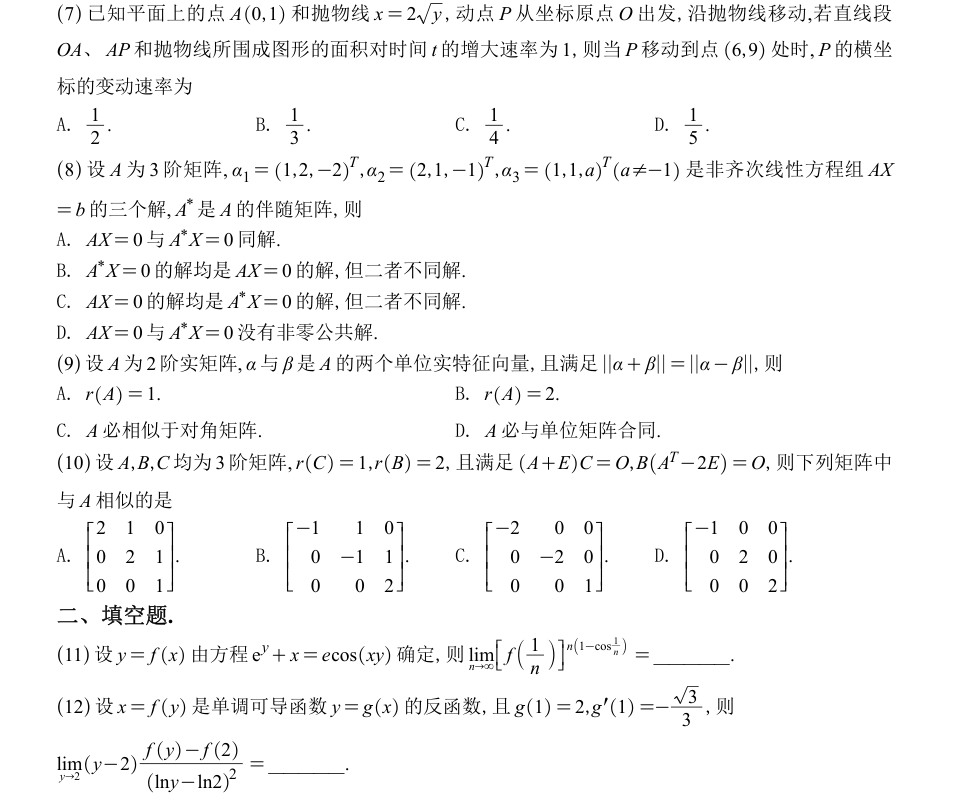 (7) 已知平面上的点 A(0,1) 和抛物线 x=2√y, 动点 P 从坐标原点 O 出发, 沿抛物线移动,若直线段
OA、 AP 和抛物线所围成图形的面积对时间 t 的增大速率为 1, 则当 P 移动到点 (6,9) 处时, P 的横坐
标的变动速率为
A. 1/2. B. 1/3. C. 1/4. D. 1/5.
(8) 设 A 为 3 阶矩阵, α₁=(1,2,−2)ᵀ,α₂=(2,1,−1)ᵀ,α₃=(1,1,a)ᵀ(a≠−1) 是非齐次线性方程组 AX
=b 的三个解, A* 是 A 的伴随矩阵, 则
A. AX=0 与 A*X=0 同解.
B. A*X=0 的解均是 AX=0 的解, 但二者不同解.
C. AX=0 的解均是 A*X=0 的解, 但二者不同解.
D. AX=0 与 A*X=0 没有非零公共解.
(9) 设 A 为 2 阶实矩阵, α 与 β 是 A 的两个单位实特征向量, 且满足 ||α+β||=||α−β||, 则
A. r(A)=1. B. r(A)=2.
C. A 必相似于对角矩阵. D. A 必与单位矩阵合同.
(10) 设 A,B,C 均为 3 阶矩阵, r(C)=1,r(B)=2, 且满足 (A+E)C=O,B(Aᵀ−2E)=O, 则下列矩阵中
与 A 相似的是
A. [2 1 0; 0 2 1; 0 0 1]. B. [−1 1 0; 0 −1 1; 0 0 2]. C. [−2 0 0; 0 −2 0; 0 0 1]. D. [−1 0 0; 0 2 0; 0 0 2].
二、填空题.
(11) 设 y=f(x) 由方程 eʸ+x=ecos(xy) 确定, 则 lim_{n→∞}[f(1/n)]^{n(1−cos^{1/n})} =________.
(12) 设 x=f(y) 是单调可导函数 y=g(x) 的反函数, 且 g(1)=2,g′(1)=−√3/3, 则
lim_{y→2}(y−2) (f(y)−f(2))/(lny−ln2)² =________.